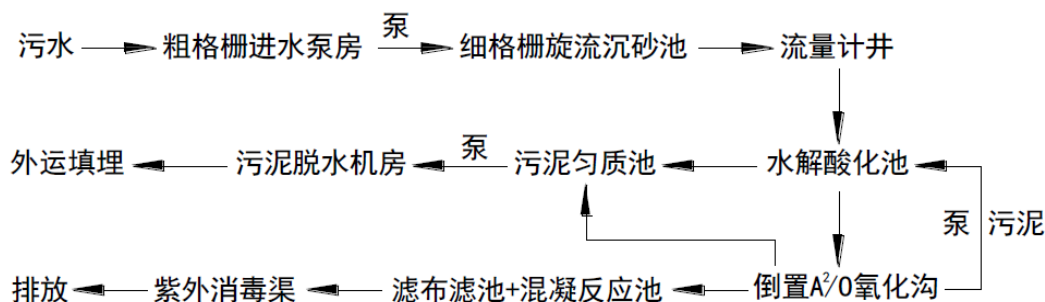 污水 粗格栅进水泵房 泵 细格栅旋流沉砂池 流量计井
外运填埋 污泥脱水机房 泵 污泥匀质池 水解酸化池
泵 污泥
排放 紫外消毒渠 滤布滤池+混凝反应池 倒置A²/O氧化沟